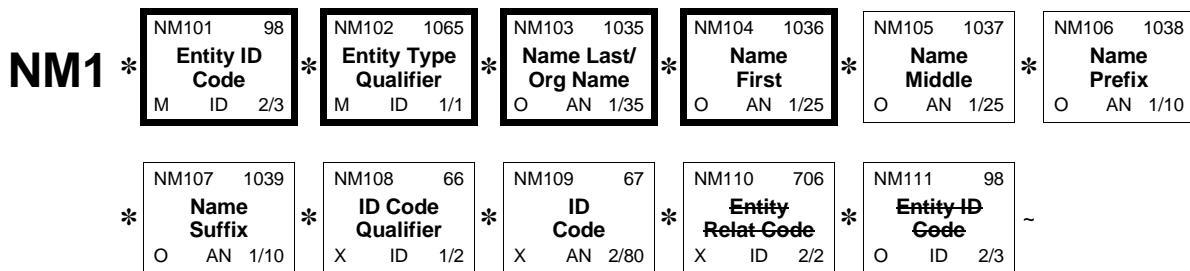 NM101 98 NM102 1065 NM103 1035 NM104 1036 NM105 1037 NM106 1038
NM1 * Entity ID * Entity Type * Name Last/ * Name * Name * Name
Code Qualifier Org Name First Middle Prefix
M ID 2/3 M ID 1/1 O AN 1/35 O AN 1/25 O AN 1/25 O AN 1/10
NM107 1039 NM108 66 NM109 67 NM110 706 NM111 98
* Name * ID Code * ID * Entity * Entity ID ~
Suffix Qualifier Code Relat Code Code
O AN 1/10 X ID 1/2 X AN 2/80 X ID 2/2 O ID 2/3